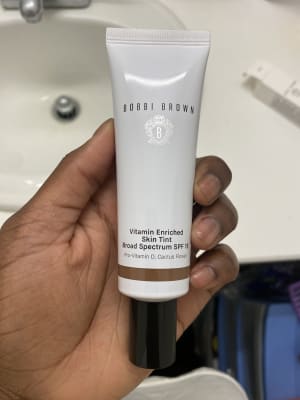 BOBBI BROWN
B
Vitamin Enriched
Skin Tint
Broad Spectrum SPF 15
Pro-Vitamin D, Cactus Flower